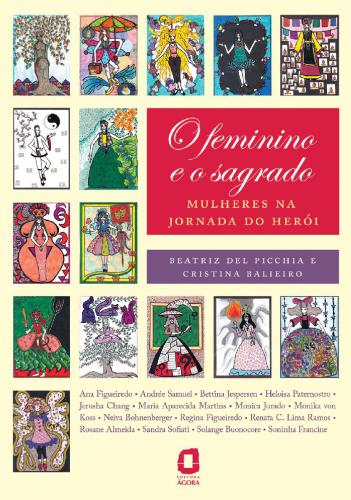 O feminino
e o sagrado
MULHERES NA
JORNADA DO HERÓI
BEATRIZ DEL PICCHIA E
CRISTINA BALIEIRO
Ana Figueiredo • Andrée Samuel • Bettina Jespersen • Heloisa Paternostro •
Jerusha Chang • Maria Aparecida Martins • Monica Jurado • Monika von
Koss • Neiva Bohnenberger • Regina Figueiredo • Renata C. Lima Ramos •
Rosane Almeida • Sandra Sofiati • Solange Buonocore • Soninha Francine
EDITORA
ÁGORA